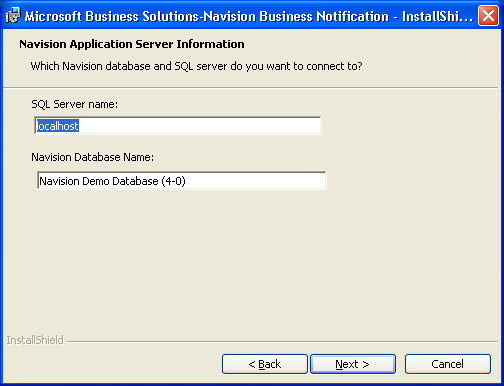 Microsoft Business Solutions-Navision Business Notification - InstallShi...
Navision Application Server Information
Which Navision database and SQL server do you want to connect to?
SQL Server name:
localhost
Navision Database Name:
Navision Demo Database (4-0)
InstallShield
< Back
Next >
Cancel